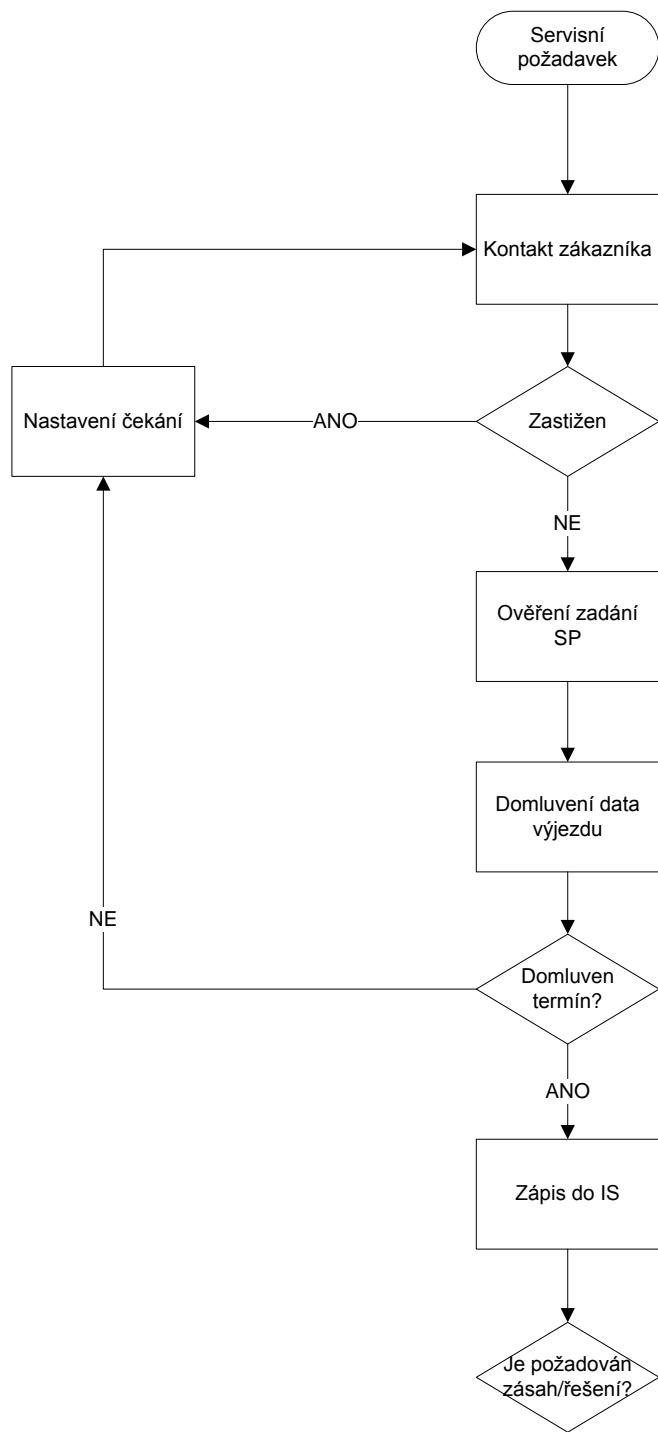 Servisní
požadavek
Kontakt zákazníka
Nastavení čekání
ANO
Zastižen
NE
Ověření zadání
SP
Domluvení data
výjezdu
NE
Domluven
termín?
ANO
Zápis do IS
Je požadován
zásah/řešení?